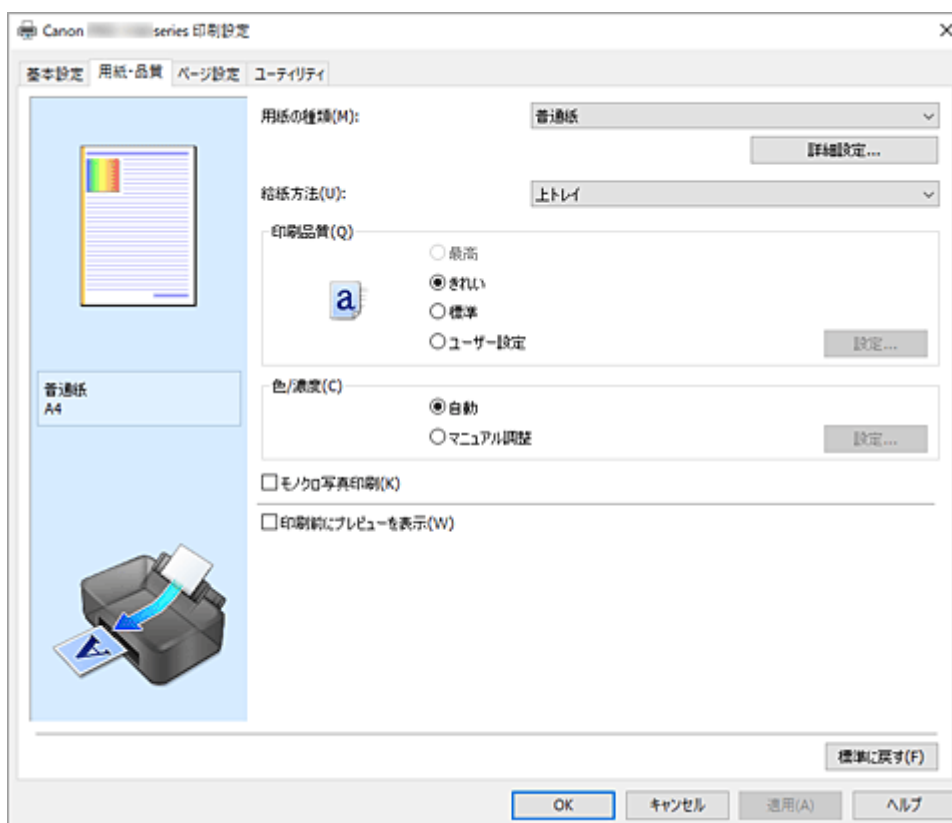 Canon series 印刷設定
基本設定 用紙・品質 ページ設定 ユーティリティ
用紙の種類(M): 普通紙
詳細設定...
給紙方法(U): 上トレイ
印刷品質(Q)
最高
a きれい
標準
ユーザー設定 設定...
普通紙
A4
色/濃度(C)
自動
マニュアル調整 設定...
モノクロ写真印刷(K)
印刷前にプレビューを表示(W)
A
標準に戻す(F)
OK キャンセル 適用(A) ヘルプ